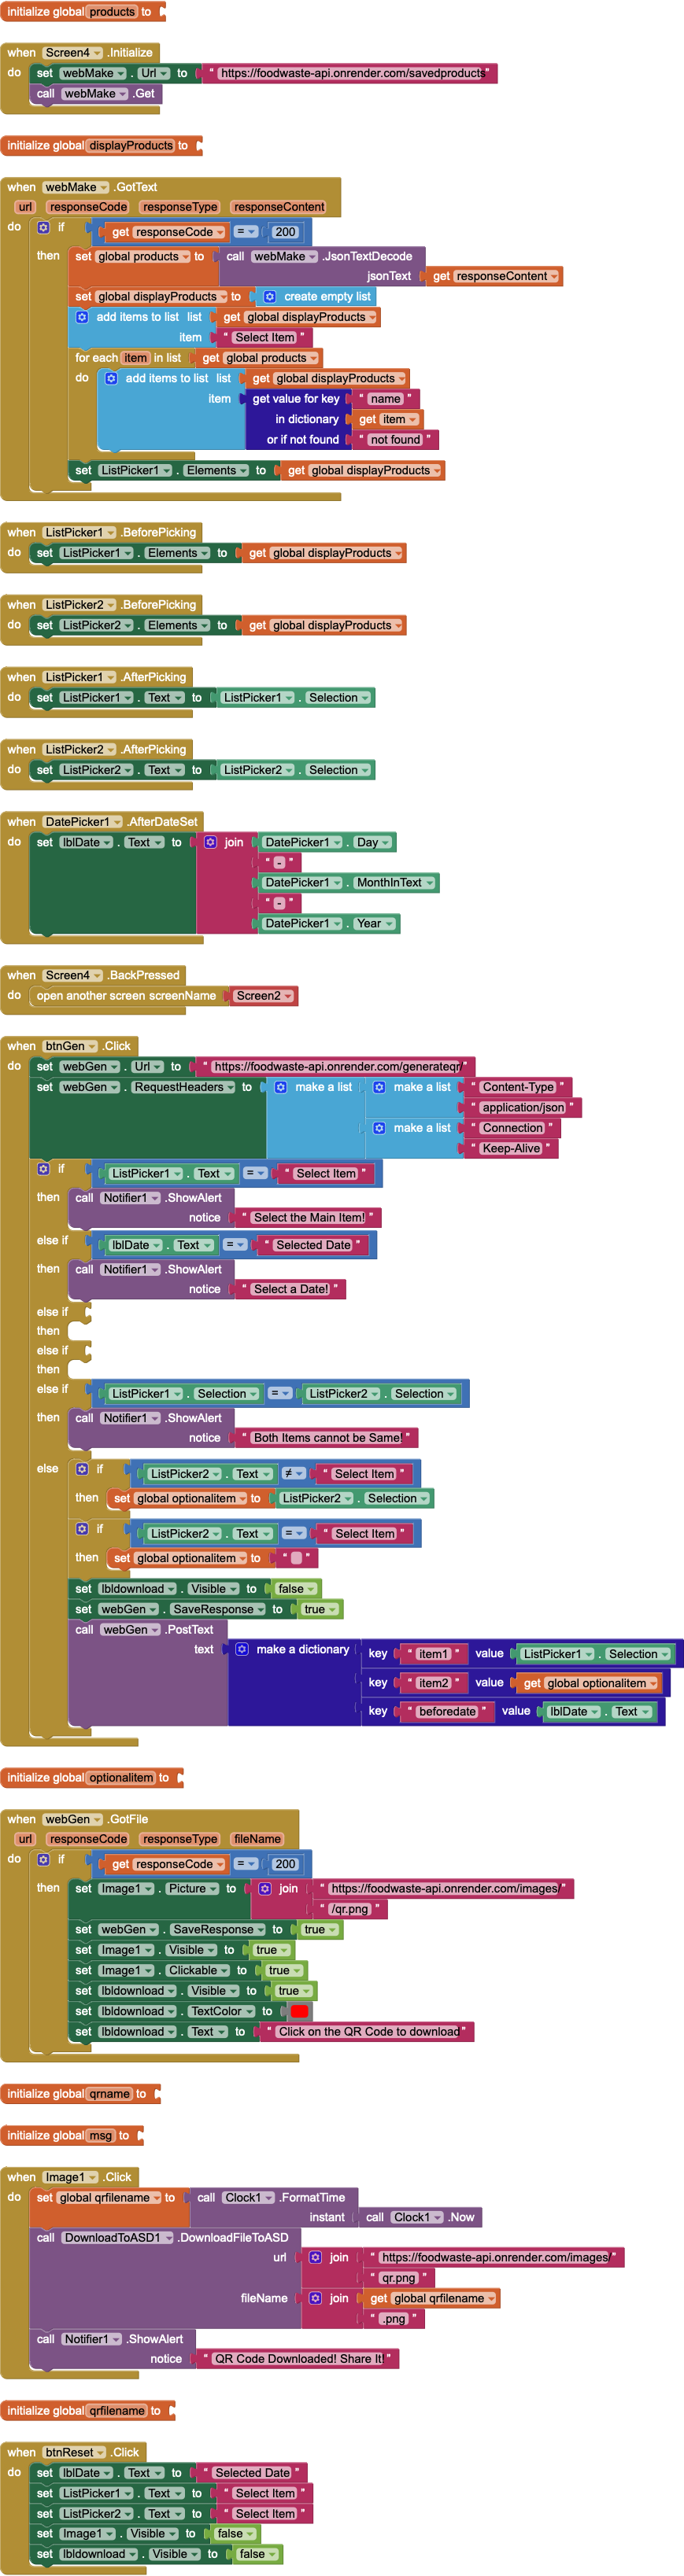 initialize global products to
when Screen4 .Initialize
do set webMake . Url to " https://foodwaste-api.onrender.com/savedproducts "
call webMake .Get
initialize global displayProducts to
when webMake .GotText
url responseCode responseType responseContent
do if get responseCode = 200
then set global products to call webMake .JsonTextDecode
jsonText get responseContent
set global displayProducts to create empty list
add items to list list get global displayProducts
item " Select Item "
for each item in list get global products
do add items to list list get global displayProducts
item get value for key " name "
in dictionary get item
or if not found " not found "
set ListPicker1 . Elements to get global displayProducts
when ListPicker1 .BeforePicking
do set ListPicker1 . Elements to get global displayProducts
when ListPicker2 .BeforePicking
do set ListPicker2 . Elements to get global displayProducts
when ListPicker1 .AfterPicking
do set ListPicker1 . Text to ListPicker1 . Selection
when ListPicker2 .AfterPicking
do set ListPicker2 . Text to ListPicker2 . Selection
when DatePicker1 .AfterDateSet
do set lblDate . Text to join DatePicker1 . Day
" - "
DatePicker1 . MonthInText
" - "
DatePicker1 . Year
when Screen4 .BackPressed
do open another screen screenName Screen2
when btnGen .Click
do set webGen . Url to " https://foodwaste-api.onrender.com/generateqr/ "
set webGen . RequestHeaders to make a list make a list " Content-Type "
" application/json "
make a list " Connection "
" Keep-Alive "
if ListPicker1 . Text = " Select Item "
then call Notifier1 .ShowAlert
notice " Select the Main Item! "
else if lblDate . Text = " Selected Date "
then call Notifier1 .ShowAlert
notice " Select a Date! "
else if
then
else if
then
else if ListPicker1 . Selection = ListPicker2 . Selection
then call Notifier1 .ShowAlert
notice " Both Items cannot be Same! "
else if ListPicker2 . Text ≠ " Select Item "
then set global optionalitem to ListPicker2 . Selection
if ListPicker2 . Text = " Select Item "
then set global optionalitem to " "
set lbldownload . Visible to false
set webGen . SaveResponse to true
call webGen .PostText
text make a dictionary key " item1 " value ListPicker1 . Selection
key " item2 " value get global optionalitem
key " beforedate " value lblDate . Text
initialize global optionalitem to
when webGen .GotFile
url responseCode responseType fileName
do if get responseCode = 200
then set Image1 . Picture to join " https://foodwaste-api.onrender.com/images/ "
" /qr.png "
set webGen . SaveResponse to true
set Image1 . Visible to true
set Image1 . Clickable to true
set lbldownload . Visible to true
set lbldownload . TextColor to
set lbldownload . Text to " Click on the QR Code to download "
initialize global qrname to
initialize global msg to
when Image1 .Click
do set global qrfilename to call Clock1 .FormatTime
instant call Clock1 .Now
call DownloadToASD1 .DownloadFileToASD
url join " https://foodwaste-api.onrender.com/images/ "
" qr.png "
fileName join get global qrfilename
" .png "
call Notifier1 .ShowAlert
notice " QR Code Downloaded! Share It! "
initialize global qrfilename to
when btnReset .Click
do set lblDate . Text to " Selected Date "
set ListPicker1 . Text to " Select Item "
set ListPicker2 . Text to " Select Item "
set Image1 . Visible to false
set lbldownload . Visible to false